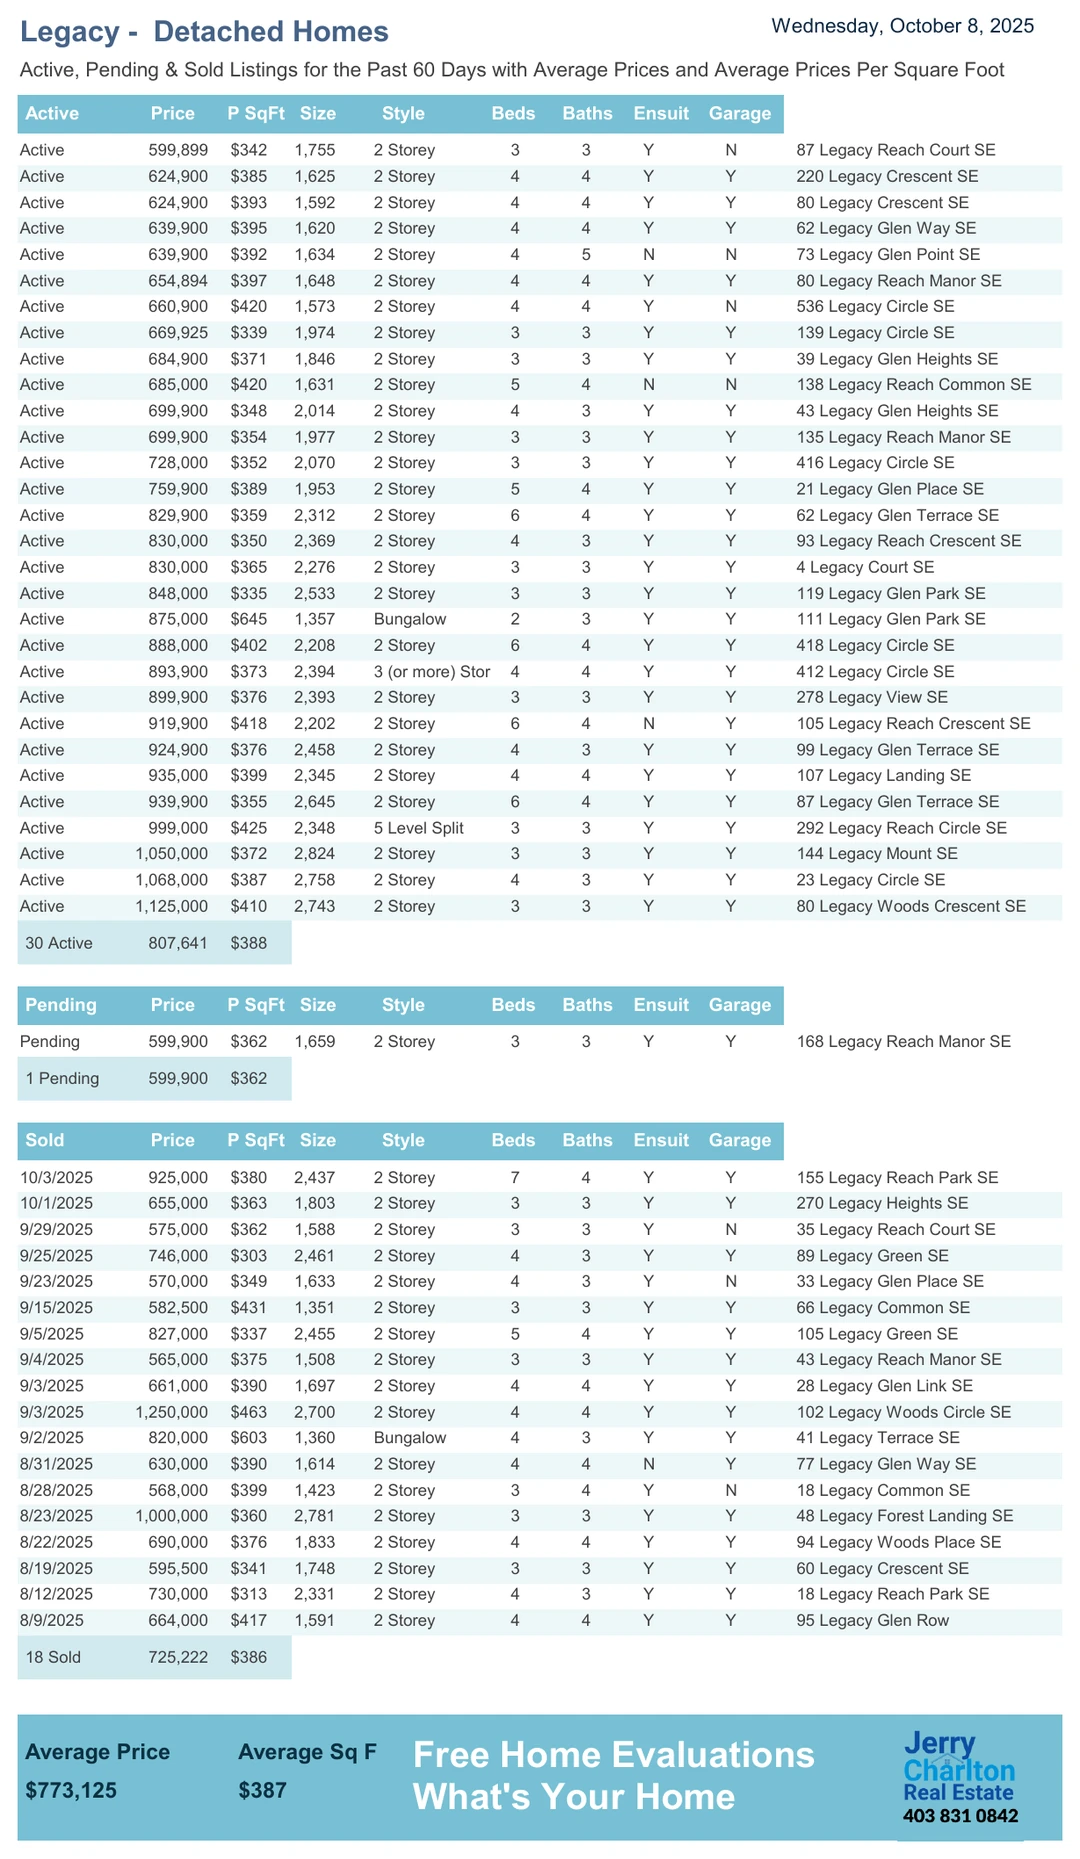 Legacy -  Detached Homes
Wednesday, October 8, 2025
Active, Pending & Sold Listings for the Past 60 Days with Average Prices and Average Prices Per Square Foot
Active Price P SqFt Size Style Beds Baths Ensuit Garage
Active 599,899 $342 1,755 2 Storey 3 3 Y N 87 Legacy Reach Court SE
Active 624,900 $385 1,625 2 Storey 4 4 Y Y 220 Legacy Crescent SE
Active 624,900 $393 1,592 2 Storey 4 4 Y Y 80 Legacy Crescent SE
Active 639,900 $395 1,620 2 Storey 4 4 Y Y 62 Legacy Glen Way SE
Active 639,900 $392 1,634 2 Storey 4 5 N N 73 Legacy Glen Point SE
Active 654,894 $397 1,648 2 Storey 4 4 Y Y 80 Legacy Reach Manor SE
Active 660,900 $420 1,573 2 Storey 4 4 Y N 536 Legacy Circle SE
Active 669,925 $339 1,974 2 Storey 3 3 Y Y 139 Legacy Circle SE
Active 684,900 $371 1,846 2 Storey 3 3 Y Y 39 Legacy Glen Heights SE
Active 685,000 $420 1,631 2 Storey 5 4 N N 138 Legacy Reach Common SE
Active 699,900 $348 2,014 2 Storey 4 3 Y Y 43 Legacy Glen Heights SE
Active 699,900 $354 1,977 2 Storey 3 3 Y Y 135 Legacy Reach Manor SE
Active 728,000 $352 2,070 2 Storey 3 3 Y Y 416 Legacy Circle SE
Active 759,900 $389 1,953 2 Storey 5 4 Y Y 21 Legacy Glen Place SE
Active 829,900 $359 2,312 2 Storey 6 4 Y Y 62 Legacy Glen Terrace SE
Active 830,000 $350 2,369 2 Storey 4 3 Y Y 93 Legacy Reach Crescent SE
Active 830,000 $365 2,276 2 Storey 3 3 Y Y 4 Legacy Court SE
Active 848,000 $335 2,533 2 Storey 3 3 Y Y 119 Legacy Glen Park SE
Active 875,000 $645 1,357 Bungalow 2 3 Y Y 111 Legacy Glen Park SE
Active 888,000 $402 2,208 2 Storey 6 4 Y Y 418 Legacy Circle SE
Active 893,900 $373 2,394 3 (or more) Stor 4 4 Y Y 412 Legacy Circle SE
Active 899,900 $376 2,393 2 Storey 3 3 Y Y 278 Legacy View SE
Active 919,900 $418 2,202 2 Storey 6 4 N Y 105 Legacy Reach Crescent SE
Active 924,900 $376 2,458 2 Storey 4 3 Y Y 99 Legacy Glen Terrace SE
Active 935,000 $399 2,345 2 Storey 4 4 Y Y 107 Legacy Landing SE
Active 939,900 $355 2,645 2 Storey 6 4 Y Y 87 Legacy Glen Terrace SE
Active 999,000 $425 2,348 5 Level Split 3 3 Y Y 292 Legacy Reach Circle SE
Active 1,050,000 $372 2,824 2 Storey 3 3 Y Y 144 Legacy Mount SE
Active 1,068,000 $387 2,758 2 Storey 4 3 Y Y 23 Legacy Circle SE
Active 1,125,000 $410 2,743 2 Storey 3 3 Y Y 80 Legacy Woods Crescent SE
30 Active 807,641 $388
Pending Price P SqFt Size Style Beds Baths Ensuit Garage
Pending 599,900 $362 1,659 2 Storey 3 3 Y Y 168 Legacy Reach Manor SE
1 Pending 599,900 $362
Sold Price P SqFt Size Style Beds Baths Ensuit Garage
10/3/2025 925,000 $380 2,437 2 Storey 7 4 Y Y 155 Legacy Reach Park SE
10/1/2025 655,000 $363 1,803 2 Storey 3 3 Y Y 270 Legacy Heights SE
9/29/2025 575,000 $362 1,588 2 Storey 3 3 Y N 35 Legacy Reach Court SE
9/25/2025 746,000 $303 2,461 2 Storey 4 3 Y Y 89 Legacy Green SE
9/23/2025 570,000 $349 1,633 2 Storey 4 3 Y N 33 Legacy Glen Place SE
9/15/2025 582,500 $431 1,351 2 Storey 3 3 Y Y 66 Legacy Common SE
9/5/2025 827,000 $337 2,455 2 Storey 5 4 Y Y 105 Legacy Green SE
9/4/2025 565,000 $375 1,508 2 Storey 3 3 Y Y 43 Legacy Reach Manor SE
9/3/2025 661,000 $390 1,697 2 Storey 4 4 Y Y 28 Legacy Glen Link SE
9/3/2025 1,250,000 $463 2,700 2 Storey 4 4 Y Y 102 Legacy Woods Circle SE
9/2/2025 820,000 $603 1,360 Bungalow 4 3 Y Y 41 Legacy Terrace SE
8/31/2025 630,000 $390 1,614 2 Storey 4 4 N Y 77 Legacy Glen Way SE
8/28/2025 568,000 $399 1,423 2 Storey 3 4 Y N 18 Legacy Common SE
8/23/2025 1,000,000 $360 2,781 2 Storey 3 3 Y Y 48 Legacy Forest Landing SE
8/22/2025 690,000 $376 1,833 2 Storey 4 4 Y Y 94 Legacy Woods Place SE
8/19/2025 595,500 $341 1,748 2 Storey 3 3 Y Y 60 Legacy Crescent SE
8/12/2025 730,000 $313 2,331 2 Storey 4 3 Y Y 18 Legacy Reach Park SE
8/9/2025 664,000 $417 1,591 2 Storey 4 4 Y Y 95 Legacy Glen Row
18 Sold 725,222 $386
Average Price Average Sq F
$773,125 $387
Free Home Evaluations
What's Your Home
Jerry
Charlton
Real Estate
403 831 0842